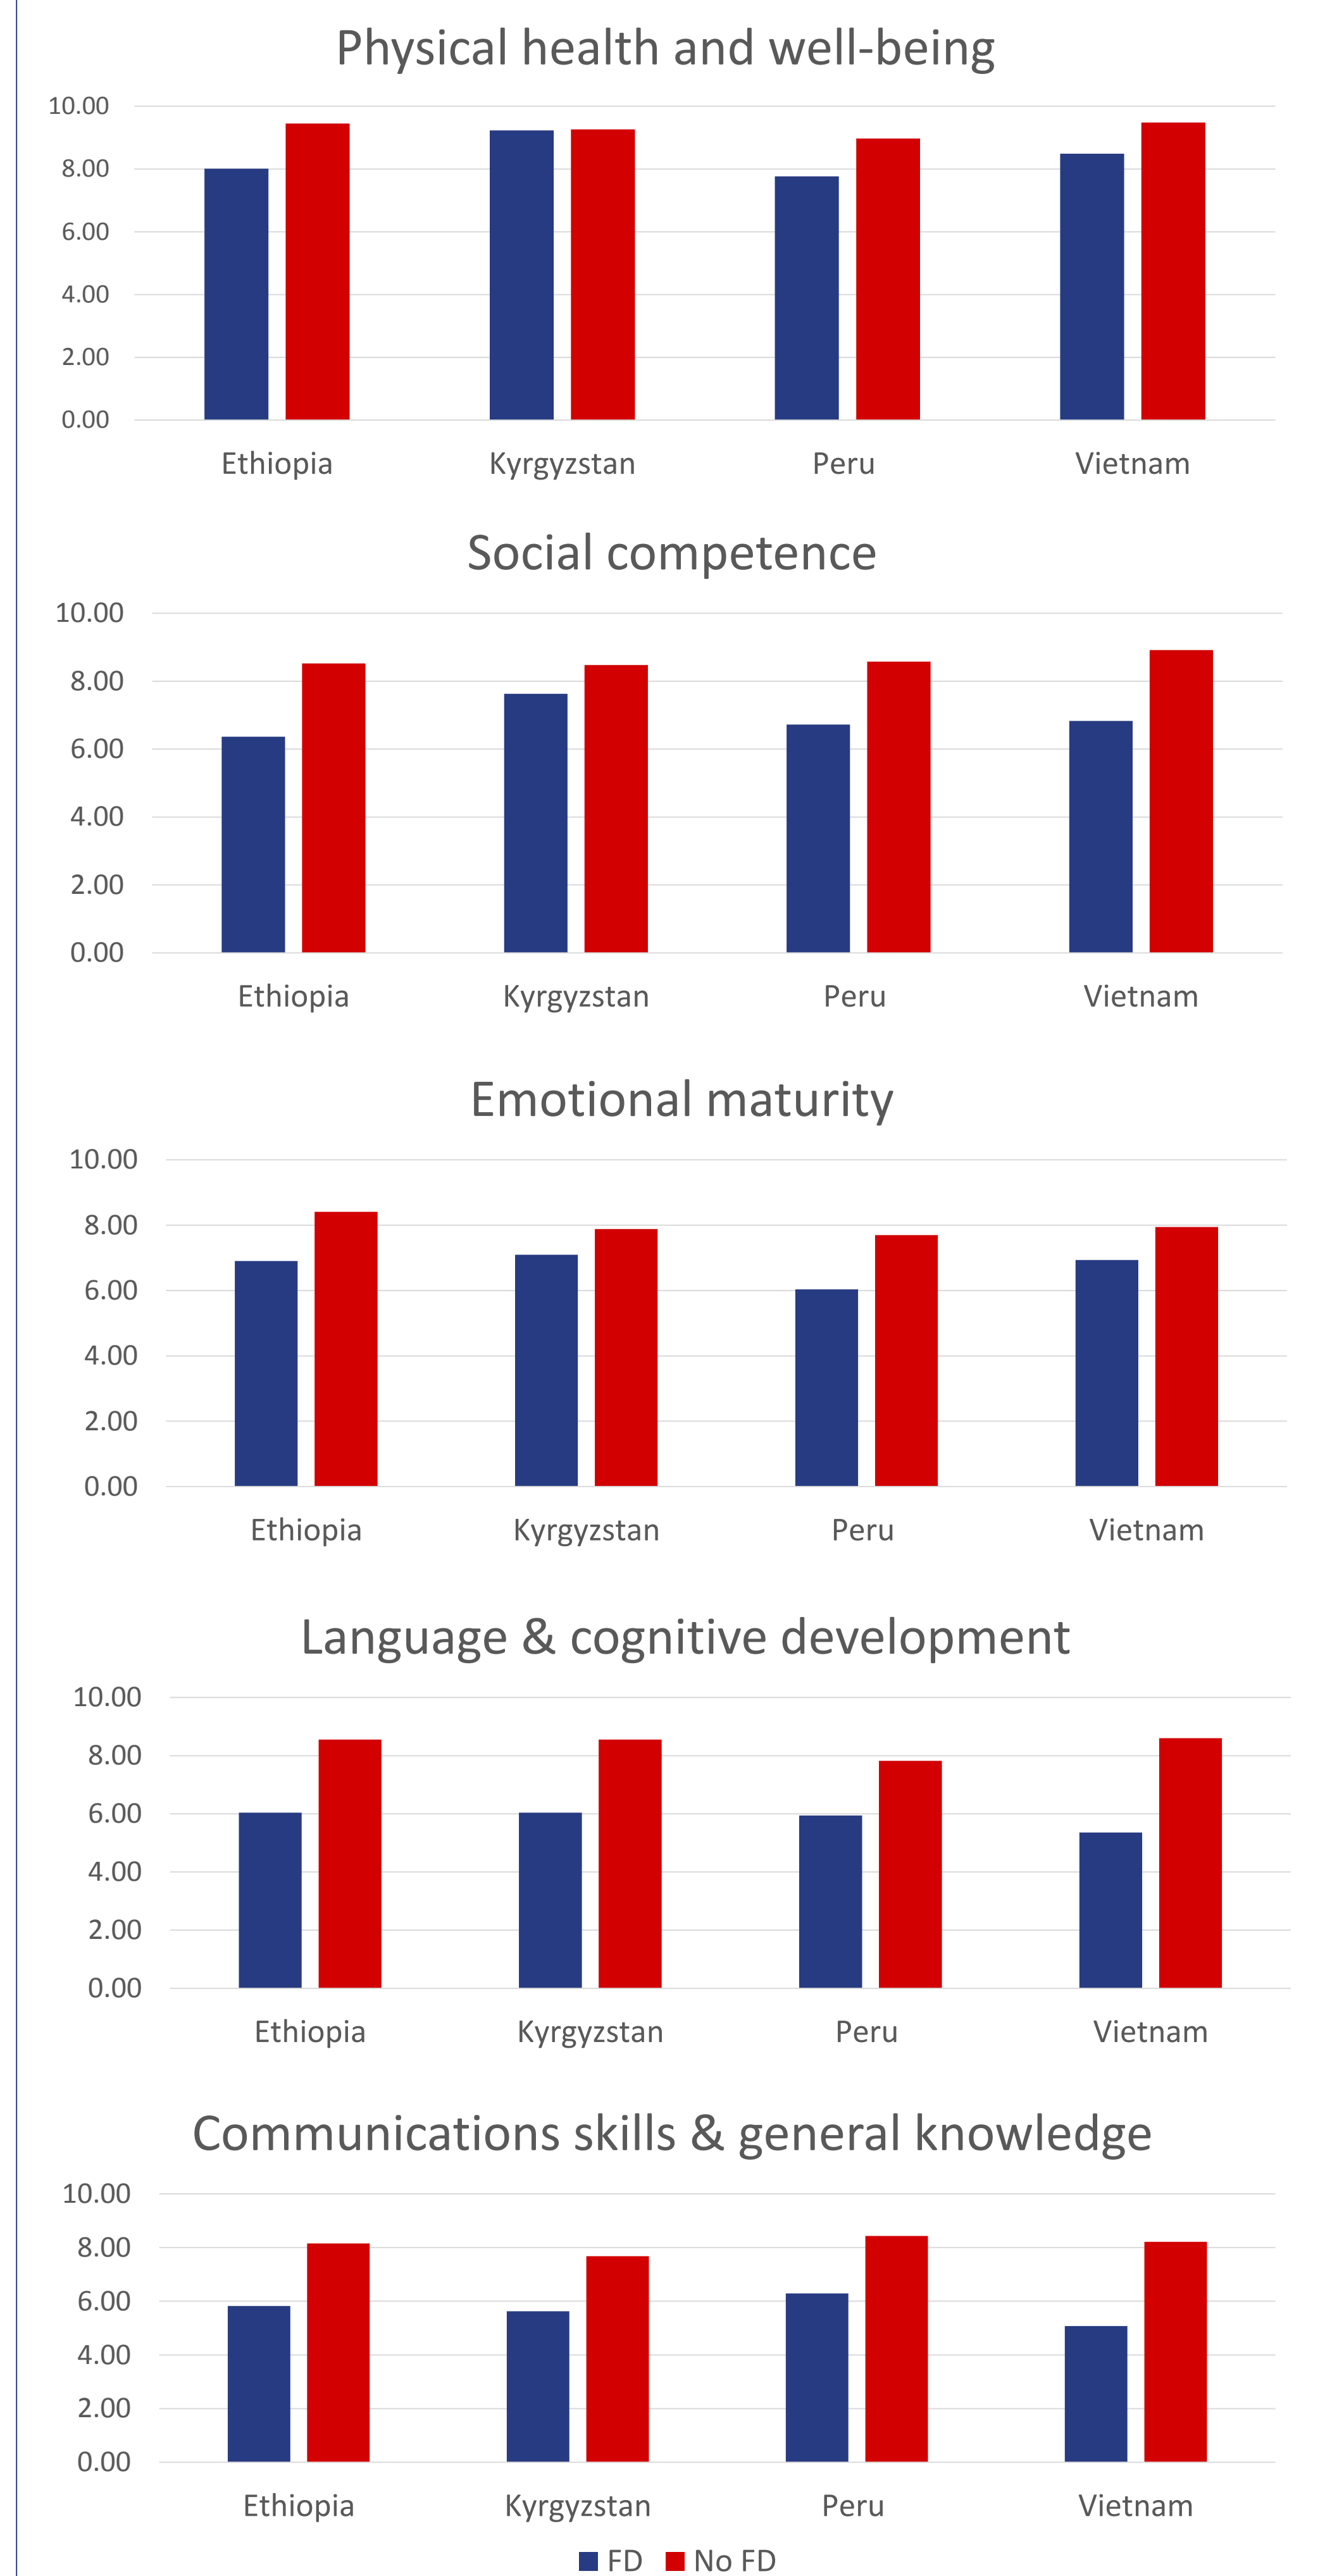 Physical health and well-being
10.00
8.00
6.00
4.00
2.00
0.00
Ethiopia Kyrgyzstan Peru Vietnam
Social competence
10.00
8.00
6.00
4.00
2.00
0.00
Ethiopia Kyrgyzstan Peru Vietnam
Emotional maturity
10.00
8.00
6.00
4.00
2.00
0.00
Ethiopia Kyrgyzstan Peru Vietnam
Language & cognitive development
10.00
8.00
6.00
4.00
2.00
0.00
Ethiopia Kyrgyzstan Peru Vietnam
Communications skills & general knowledge
10.00
8.00
6.00
4.00
2.00
0.00
Ethiopia Kyrgyzstan Peru Vietnam
FD No FD